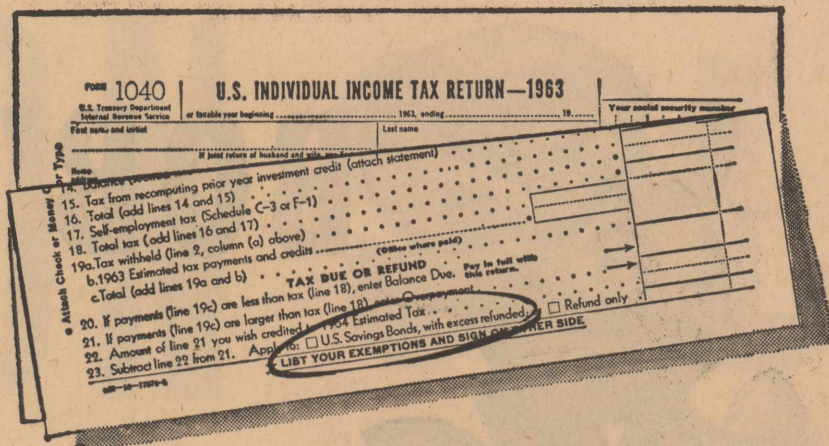 FORM 1040
U.S. Treasury Department
Internal Revenue Service
U.S. INDIVIDUAL INCOME TAX RETURN—1963
or taxable year beginning 1963, ending 19
Your social security number
First name and initial
Last name
If joint return of husband and wife, use
Name
Attach Check or Money or Type
15. Tax from recomputing prior year investment credit (attach statement)
16. Total (add lines 14 and 15)
17. Self-employment tax (Schedule C-3 or F-1)
18. Total tax (add lines 16 and 17)
19a. Tax withheld (line 2, column (a) above)
b. 1963 Estimated tax payments and credits (Office where paid)
c. Total (add lines 19a and b)
TAX DUE OR REFUND
20. If payments (line 19c) are less than tax (line 18), enter Balance Due. Pay in full with this return.
21. If payments (line 19c) are larger than tax (line 18), enter Overpayment
22. Amount of line 21 you wish credited to 1964 Estimated Tax
23. Subtract line 22 from 21. Apply to: □ U.S. Savings Bonds, with excess refunded; □ Refund only
LIST YOUR EXEMPTIONS AND SIGN ON OTHER SIDE